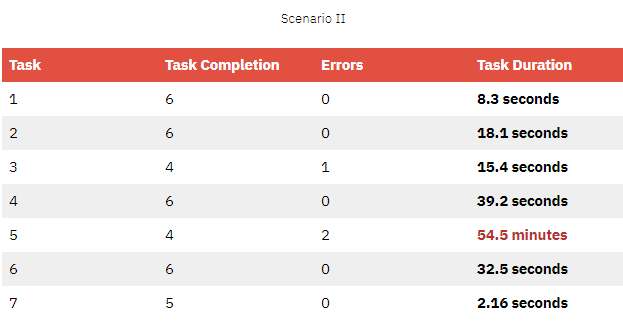 Scenario II
Task Task Completion Errors Task Duration
1 6 0 8.3 seconds
2 6 0 18.1 seconds
3 4 1 15.4 seconds
4 6 0 39.2 seconds
5 4 2 54.5 minutes
6 6 0 32.5 seconds
7 5 0 2.16 seconds